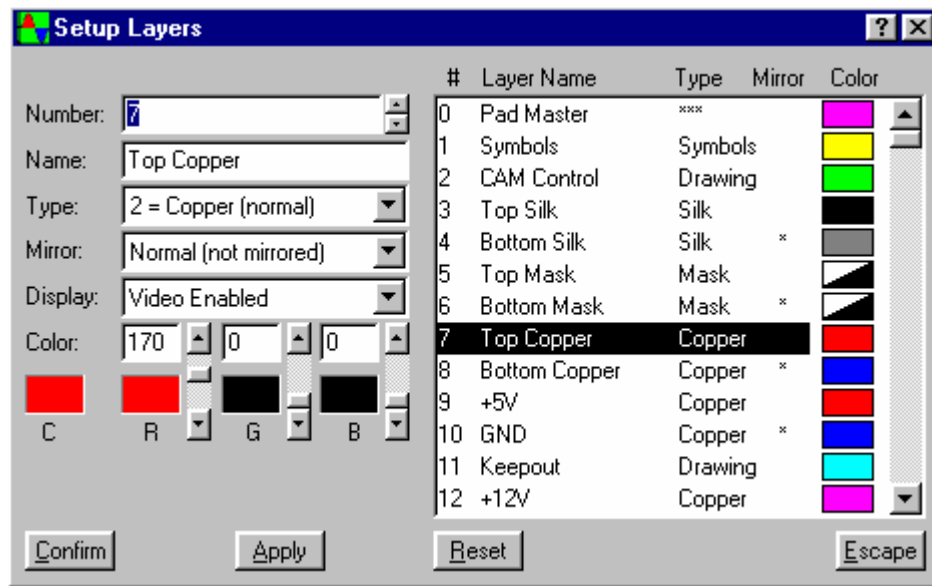 Setup Layers
# Layer Name Type Mirror Color
Number: 7
Name: Top Copper
Type: 2 = Copper (normal)
Mirror: Normal (not mirrored)
Display: Video Enabled
Color: 170 0 0
C R G B
0 Pad Master ***
1 Symbols Symbols
2 CAM Control Drawing
3 Top Silk Silk
4 Bottom Silk Silk *
5 Top Mask Mask
6 Bottom Mask Mask *
7 Top Copper Copper
8 Bottom Copper Copper *
9 +5V Copper
10 GND Copper *
11 Keepout Drawing
12 +12V Copper
Confirm Apply Reset Escape